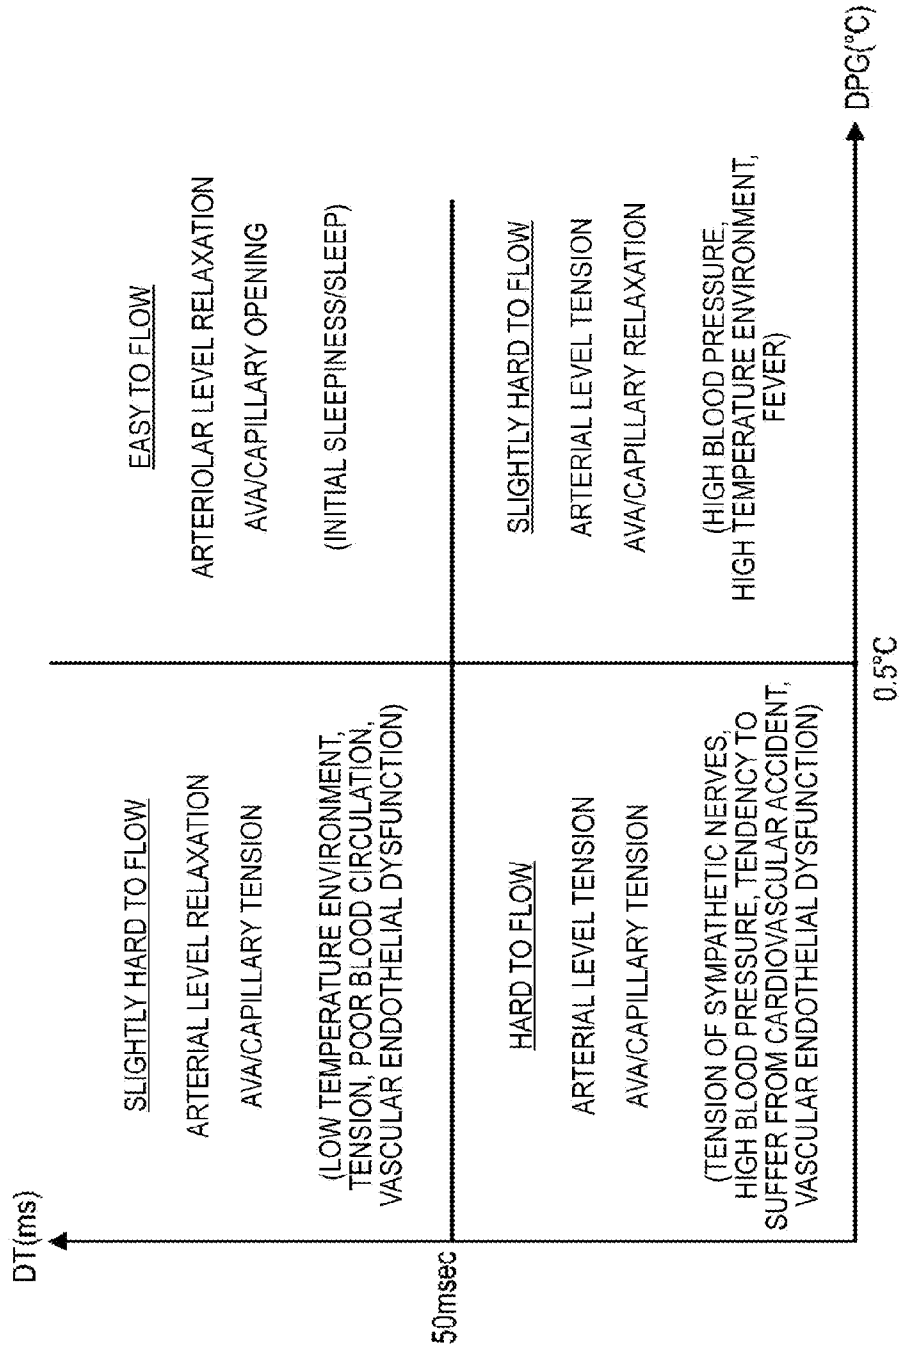 DT(ms)
SLIGHTLY HARD TO FLOW
ARTERIAL LEVEL RELAXATION
AVA/CAPILLARY TENSION
(LOW TEMPERATURE ENVIRONMENT,
TENSION, POOR BLOOD CIRCULATION,
VASCULAR ENDOTHELIAL DYSFUNCTION)
EASY TO FLOW
ARTERIOLAR LEVEL RELAXATION
AVA/CAPILLARY OPENING
(INITIAL SLEEPINESS/SLEEP)
50msec
HARD TO FLOW
ARTERIAL LEVEL TENSION
AVA/CAPILLARY TENSION
(TENSION OF SYMPATHETIC NERVES,
HIGH BLOOD PRESSURE, TENDENCY TO
SUFFER FROM CARDIOVASCULAR ACCIDENT,
VASCULAR ENDOTHELIAL DYSFUNCTION)
SLIGHTLY HARD TO FLOW
ARTERIAL LEVEL TENSION
AVA/CAPILLARY RELAXATION
(HIGH BLOOD PRESSURE,
HIGH TEMPERATURE ENVIRONMENT,
FEVER)
0.5°C
DPG(°C)